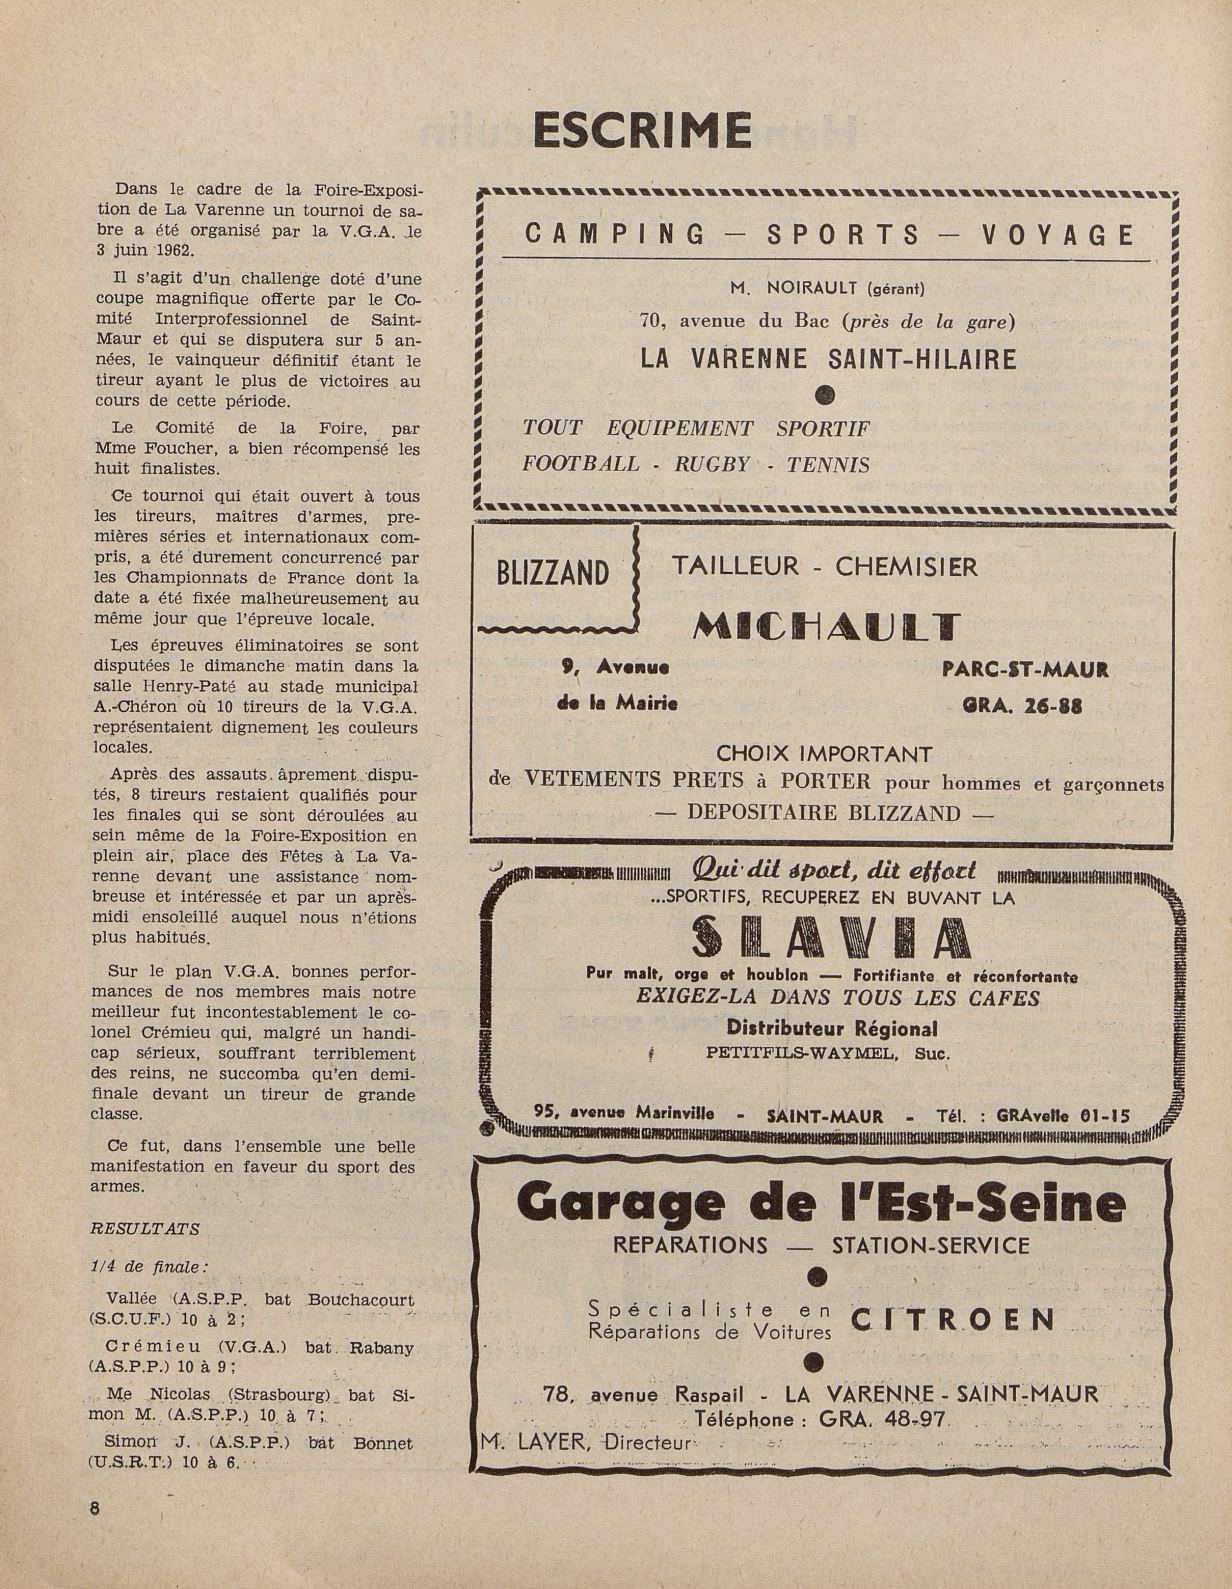 ESCRIME
Dans le cadre de la Foire-Exposi-
tion de La Varenne un tournoi de sa-
bre a été organisé par la V.G.A. le
3 juin 1962.
Il s'agit d'un challenge doté d'une
coupe magnifique offerte par le Co-
mité Interprofessionnel de Saint-
Maur et qui se disputera sur 5 an-
nées, le vainqueur définitif étant le
tireur ayant le plus de victoires au
cours de cette période.
Le Comité de la Foire, par
Mme Foucher, a bien récompensé les
huit finalistes.
Ce tournoi qui était ouvert à tous
les tireurs, maîtres d'armes, pre-
mières séries et internationaux com-
pris, a été durement concurrencé par
les Championnats de France dont la
date a été fixée malheureusement au
même jour que l'épreuve locale.
Les épreuves éliminatoires se sont
disputées le dimanche matin dans la
salle Henry-Paté au stade municipal
A.-Chéron où 10 tireurs de la V.G.A.
représentaient dignement les couleurs
locales.
Après des assauts âprement dispu-
tés, 8 tireurs restaient qualifiés pour
les finales qui se sont déroulées au
sein même de la Foire-Exposition en
plein air, place des Fêtes à La Va-
renne devant une assistance nom-
breuse et intéressée et par un après-
midi ensoleillé auquel nous n'étions
plus habitués.
Sur le plan V.G.A. bonnes perfor-
mances de nos membres mais notre
meilleur fut incontestablement le co-
lonel Crémieu qui, malgré un handi-
cap sérieux, souffrant terriblement
des reins, ne succomba qu'en demi-
finale devant un tireur de grande
classe.
Ce fut, dans l'ensemble une belle
manifestation en faveur du sport des
armes.
RESULTATS
1/4 de finale :
Vallée (A.S.P.P. bat Bouchacourt
(S.C.U.F.) 10 à 2 ;
Crémieu (V.G.A.) bat Rabany
(A.S.P.P.) 10 à 9 ;
Me Nicolas (Strasbourg) bat Si-
mon M. (A.S.P.P.) 10 à 7 ;
Simon J. (A.S.P.P.) bat Bonnet
(U.S.R.T.) 10 à 6.
8
CAMPING — SPORTS — VOYAGE
M. NOIRAULT (gérant)
70, avenue du Bac (près de la gare)
LA VARENNE SAINT-HILAIRE
TOUT EQUIPEMENT SPORTIF
FOOTBALL - RUGBY - TENNIS
BLIZZAND
TAILLEUR - CHEMISIER
MICHAULT
9, Avenue
de la Mairie
PARC-ST-MAUR
GRA. 26-88
CHOIX IMPORTANT
de VETEMENTS PRETS à PORTER pour hommes et garçonnets
— DEPOSITAIRE BLIZZAND —
Qui dit sport, dit effort
...SPORTIFS, RECUPEREZ EN BUVANT LA
SLAVIA
Pur malt, orge et houblon — Fortifiante et réconfortante
EXIGEZ-LA DANS TOUS LES CAFES
Distributeur Régional
PETITFILS-WAYMEL, Suc.
95, avenue Marinville - SAINT-MAUR - Tél. : GRAvelle 01-15
Garage de l'Est-Seine
REPARATIONS — STATION-SERVICE
Spécialiste en
Réparations de Voitures
CITROEN
78, avenue Raspail - LA VARENNE - SAINT-MAUR
Téléphone : GRA. 48-97
M. LAYER, Directeur